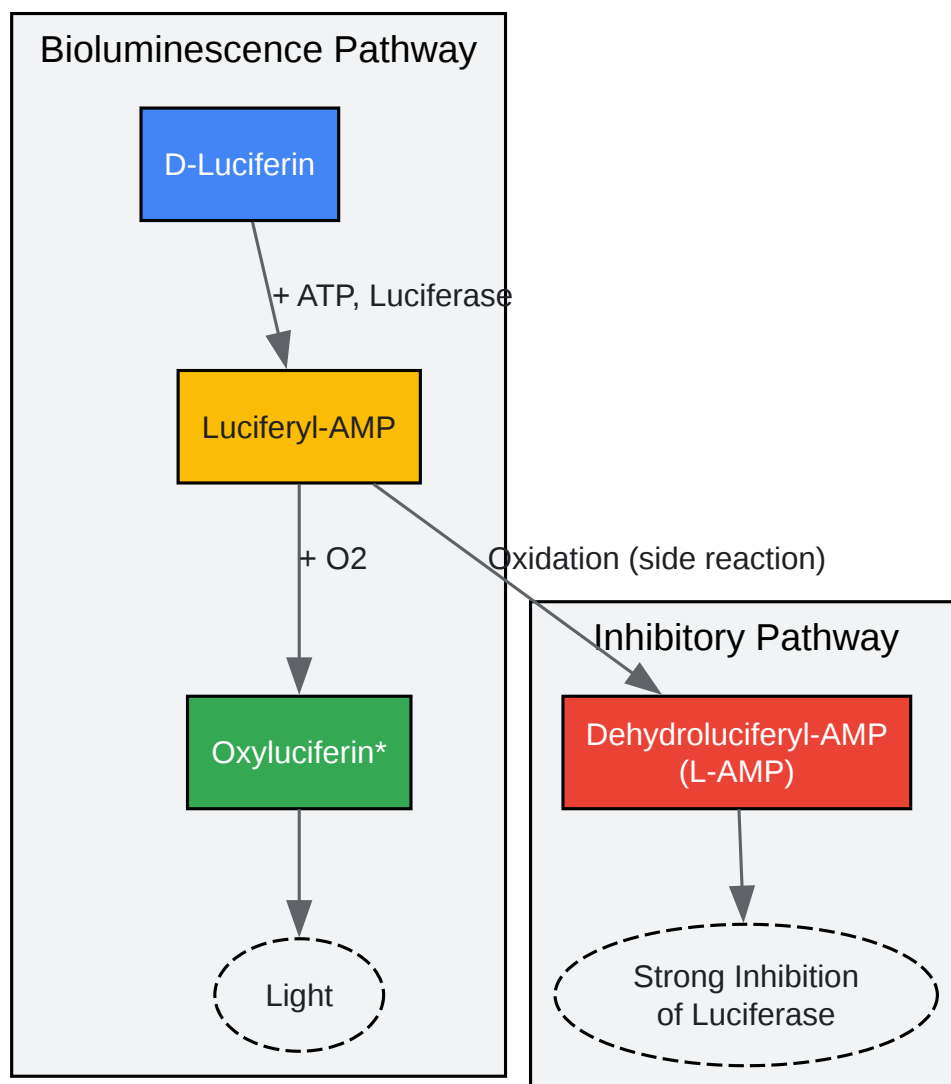 Bioluminescence Pathway
D-Luciferin
+ ATP, Luciferase
Luciferyl-AMP
+ O2
Oxidation (side reaction)
Inhibitory Pathway
Oxyluciferin*
Dehydroluciferyl-AMP
(L-AMP)
Light
Strong Inhibition
of Luciferase